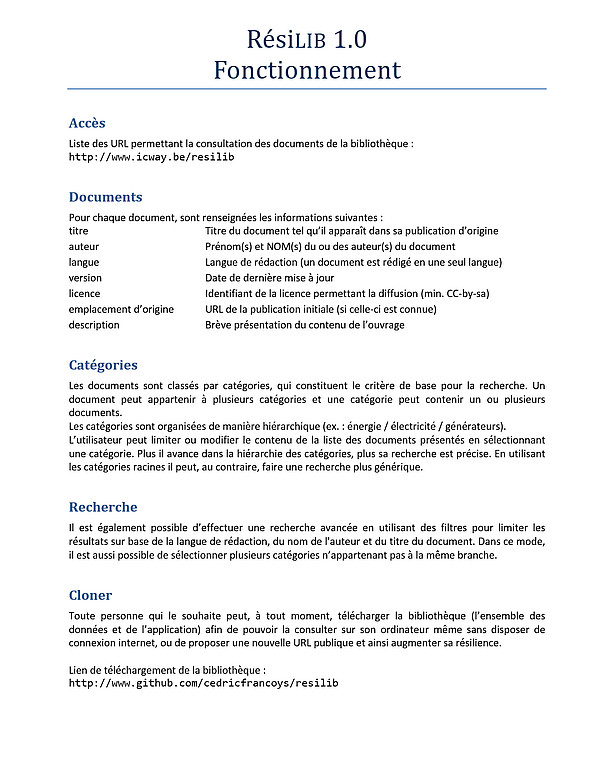 RésiLIB 1.0
Fonctionnement
Accès
Liste des URL permettant la consultation des documents de la bibliothèque :
http://www.icway.be/resilib
Documents
Pour chaque document, sont renseignées les informations suivantes :
titre Titre du document tel qu'il apparaît dans sa publication d'origine
auteur Prénom(s) et NOM(s) du ou des auteur(s) du document
langue Langue de rédaction (un document est rédigé en une seul langue)
version Date de dernière mise à jour
licence Identifiant de la licence permettant la diffusion (min. CC-by-sa)
emplacement d'origine URL de la publication initiale (si celle-ci est connue)
description Brève présentation du contenu de l'ouvrage
Catégories
Les documents sont classés par catégories, qui constituent le critère de base pour la recherche. Un
document peut appartenir à plusieurs catégories et une catégorie peut contenir un ou plusieurs
documents.
Les catégories sont organisées de manière hiérarchique (ex. : énergie / électricité / générateurs).
L'utilisateur peut limiter ou modifier le contenu de la liste des documents présentés en sélectionnant
une catégorie. Plus il avance dans la hiérarchie des catégories, plus sa recherche est précise. En utilisant
les catégories racines il peut, au contraire, faire une recherche plus générique.
Recherche
Il est également possible d'effectuer une recherche avancée en utilisant des filtres pour limiter les
résultats sur base de la langue de rédaction, du nom de l'auteur et du titre du document. Dans ce mode,
il est aussi possible de sélectionner plusieurs catégories n'appartenant pas à la même branche.
Cloner
Toute personne qui le souhaite peut, à tout moment, télécharger la bibliothèque (l'ensemble des
données et de l'application) afin de pouvoir la consulter sur son ordinateur même sans disposer de
connexion internet, ou de proposer une nouvelle URL publique et ainsi augmenter sa résilience.
Lien de téléchargement de la bibliothèque :
http://www.github.com/cedricfrancoys/resilib